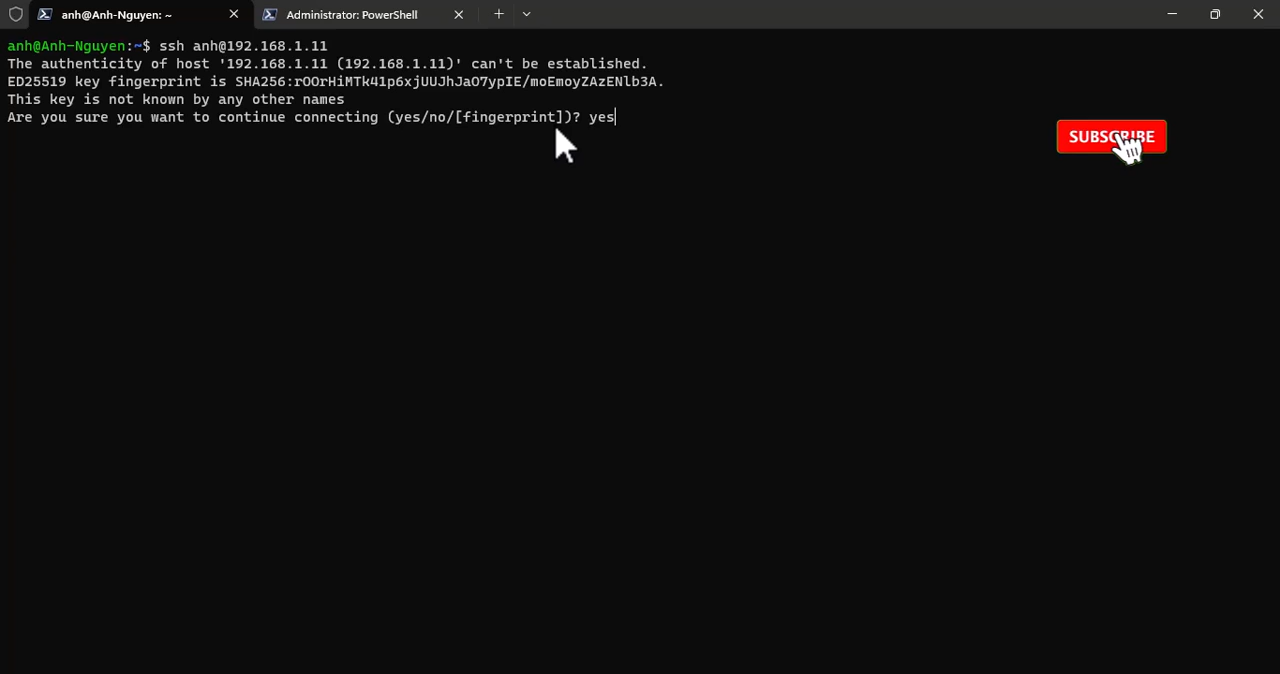 anh@Anh-Nguyen: ~
Administrator: PowerShell
anh@Anh-Nguyen:~$ ssh anh@192.168.1.11
The authenticity of host '192.168.1.11 (192.168.1.11)' can't be established.
ED25519 key fingerprint is SHA256:rOOrHiMTk41p6xjUUJhJaO7ypIE/moEmoyZAzENlb3A.
This key is not known by any other names
Are you sure you want to continue connecting (yes/no/[fingerprint])? yes
SUBSCRIBE